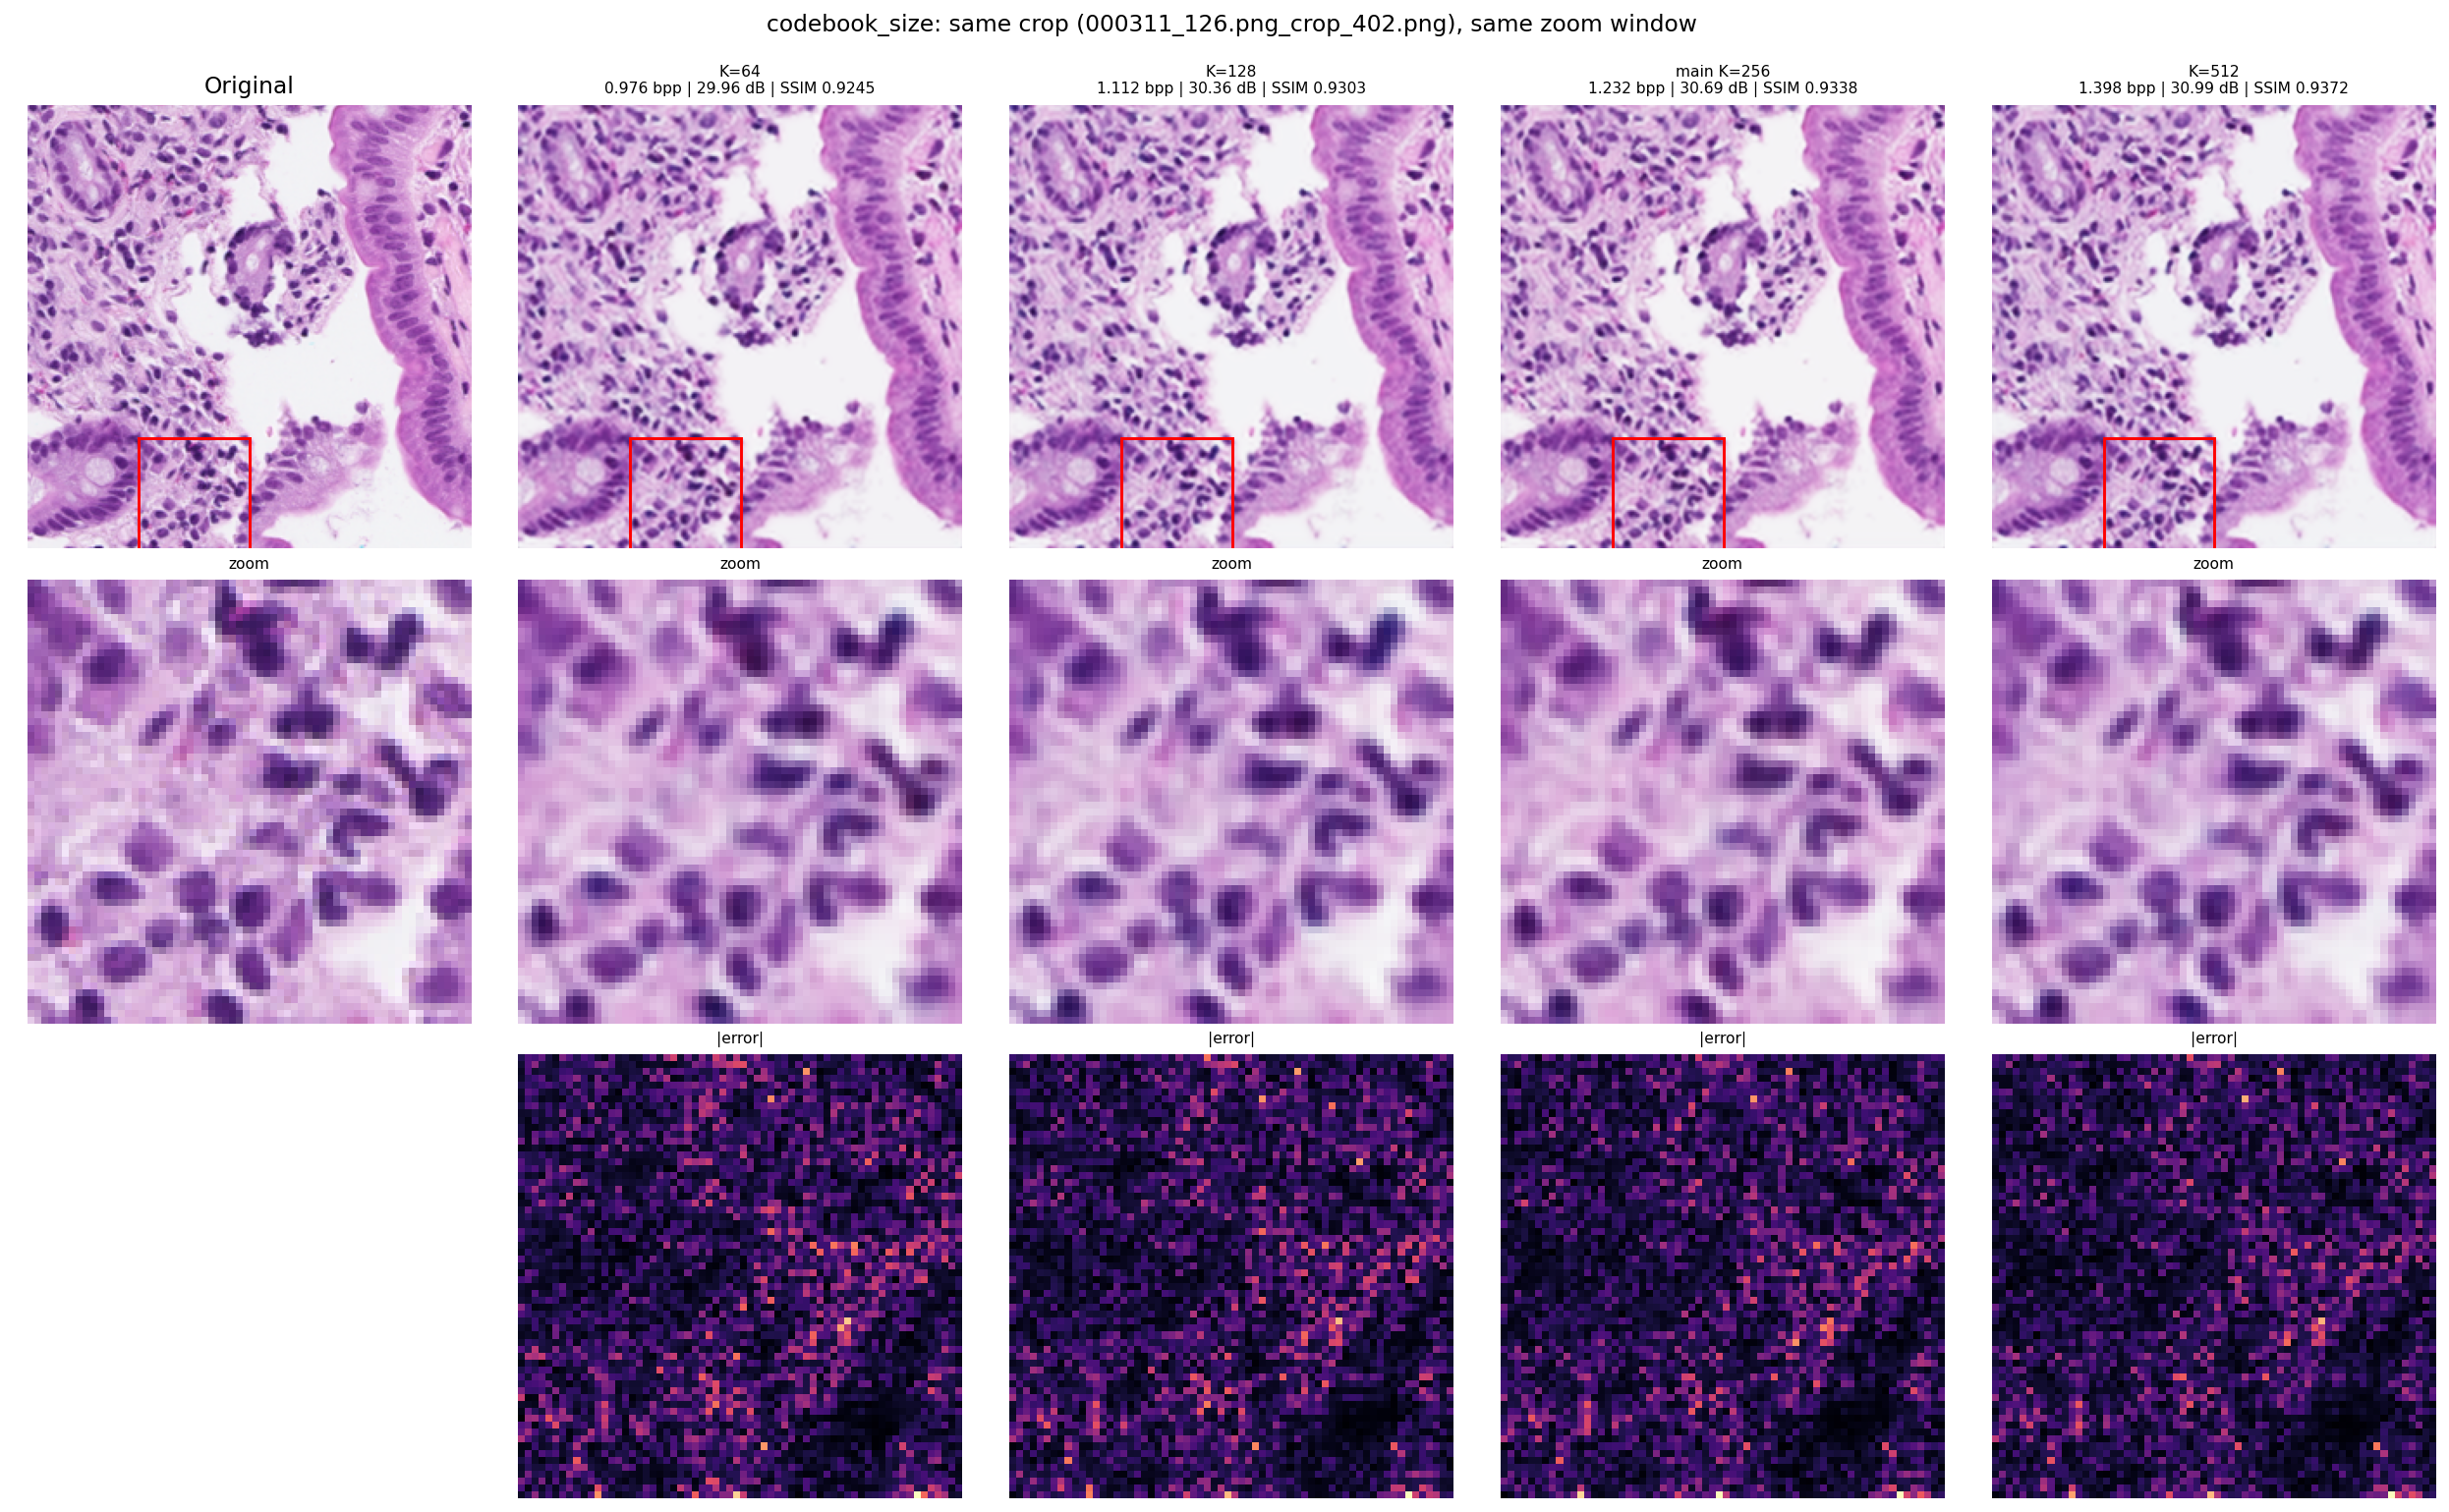 codebook_size: same crop (000311_126.png_crop_402.png), same zoom window
Original
K=64
0.976 bpp | 29.96 dB | SSIM 0.9245
K=128
1.112 bpp | 30.36 dB | SSIM 0.9303
main K=256
1.232 bpp | 30.69 dB | SSIM 0.9338
K=512
1.398 bpp | 30.99 dB | SSIM 0.9372
zoom
zoom
zoom
zoom
zoom
|error|
|error|
|error|
|error|